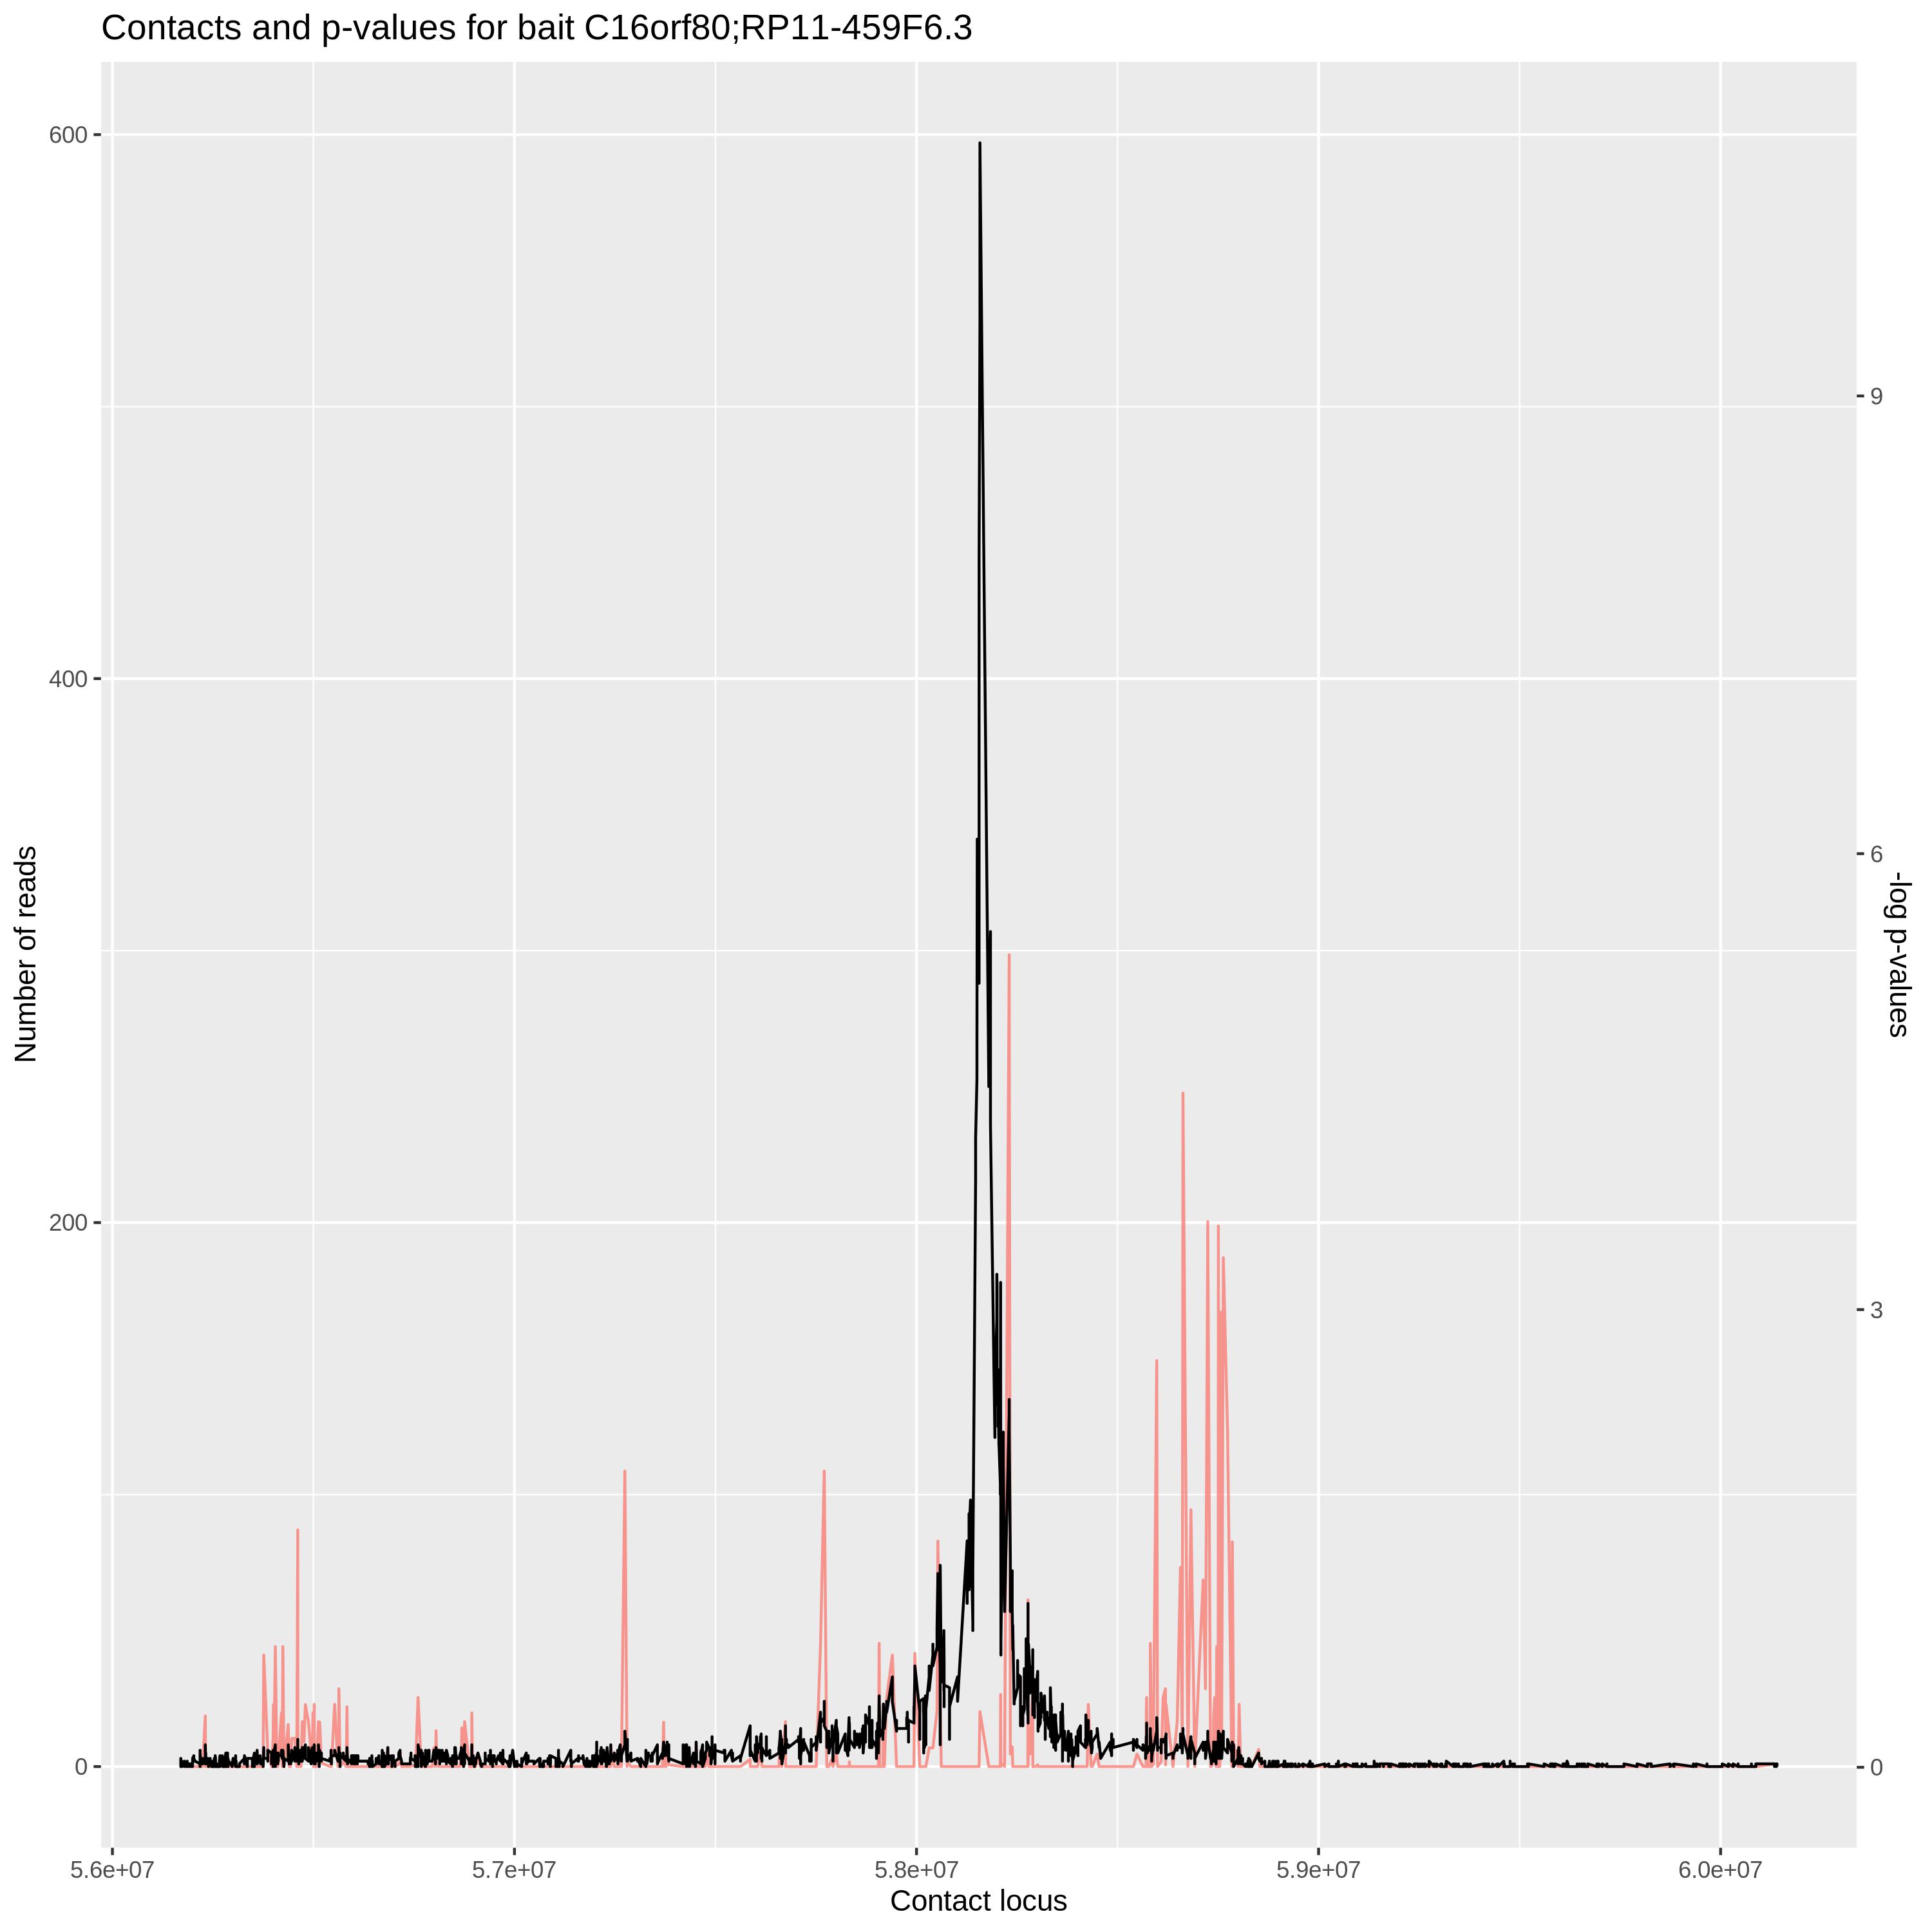 Contacts and p-values for bait C16orf80;RP11-459F6.3
600
400
200
0
Number of reads
9
6
3
0
-log p-values
5.6e+07
5.7e+07
5.8e+07
5.9e+07
6.0e+07
Contact locus